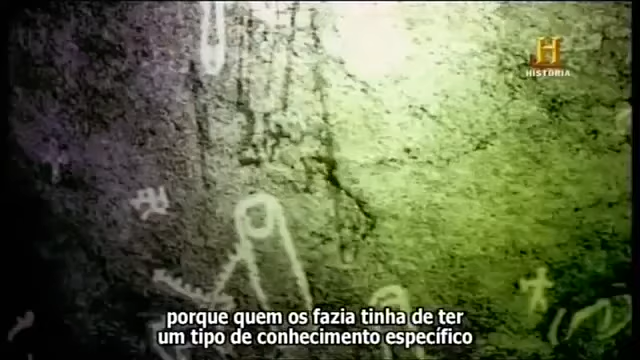 H
HISTORIA
porque quem os fazia tinha de ter
um tipo de conhecimento específico